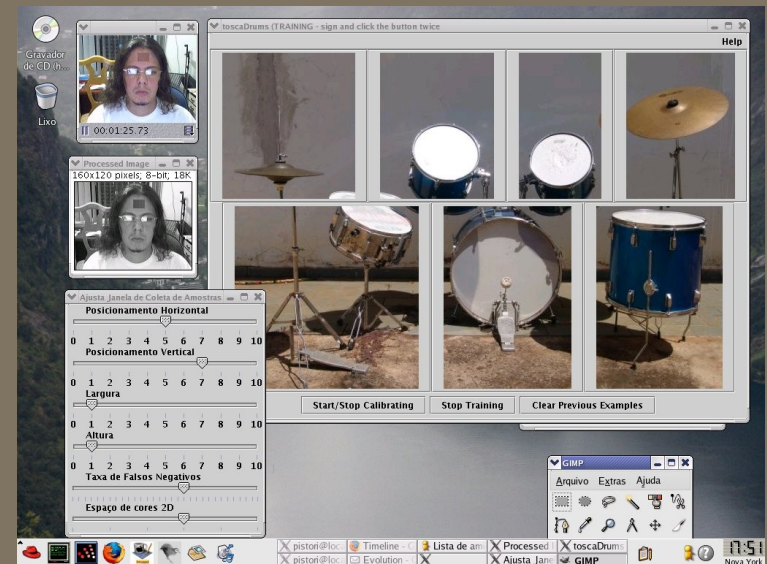 toscaDrums (TRAINING - sign and click the button twice
Help
Gravador
de CD (n...
Lixo
00:01:25.73
Processed Image
160x120 pixels; 8-bit; 18K
Ajusta Janela de Coleta de Amostras
Posicionamento Horizontal
0 1 2 3 4 5 6 7 8 9 10
Posicionamento Vertical
0 1 2 3 4 5 6 7 8 9 10
Largura
0 1 2 3 4 5 6 7 8 9 10
Altura
0 1 2 3 4 5 6 7 8 9 10
Taxa de Falsos Negativos
Espaço de cores 2D
Start/Stop Calibrating
Stop Training
Clear Previous Examples
GIMP
Arquivo Extras Ajuda
pistori@loc
Timeline - C
Lista de am
Processed I
toscaDrums
pistori@loc
Evolution -
X
Ajusta Jane
GIMP
17:51
Nova York